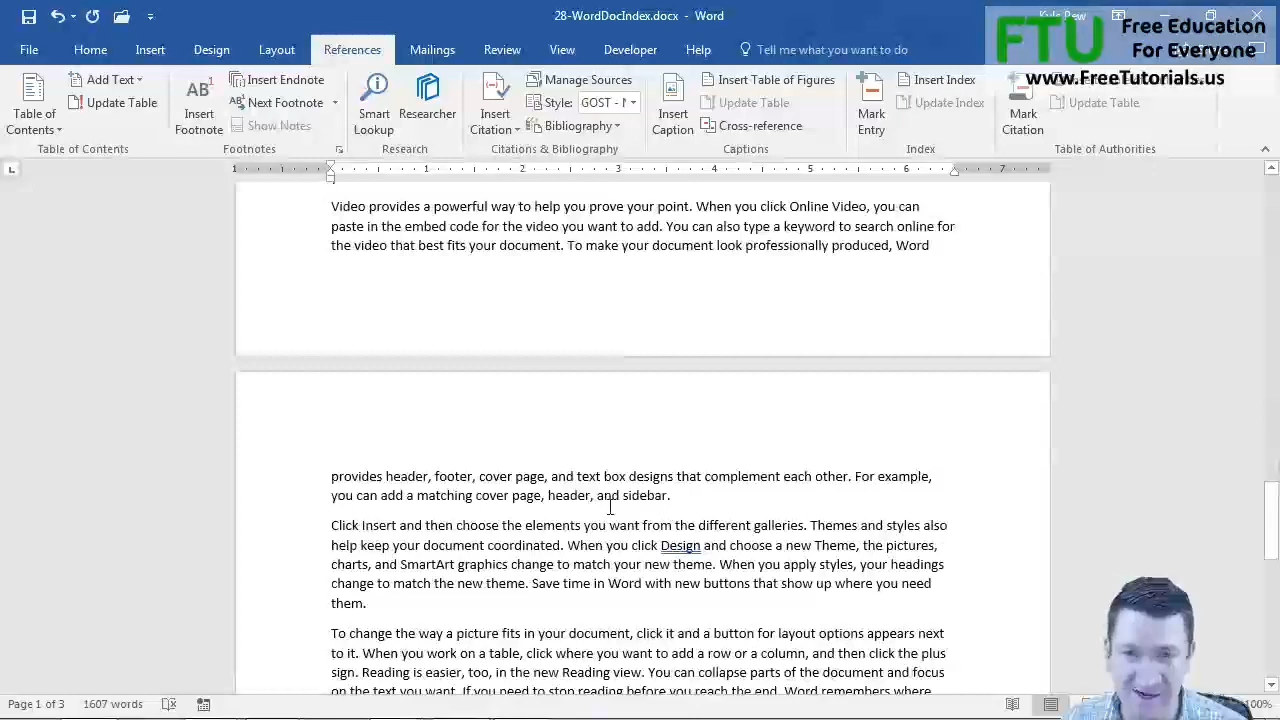 28-WordDocIndex.docx - Word
FTU Free Education
For Everyone
www.FreeTutorials.us
File Home Insert Design Layout References Mailings Review View Developer Help Tell me what you want to do
Table of Contents
Add Text
Update Table
Table of Contents
AB1
Insert Footnote
Insert Endnote
Next Footnote
Show Notes
Footnotes
Smart Lookup
Researcher
Research
Insert Citation
Manage Sources
Style: GOST - N
Bibliography
Citations & Bibliography
Insert Caption
Insert Table of Figures
Update Table
Cross-reference
Captions
Mark Entry
Insert Index
Update Index
Index
Mark Citation
Update Table
Table of Authorities
1 1 2 3 4 5 6 7
Video provides a powerful way to help you prove your point. When you click Online Video, you can
paste in the embed code for the video you want to add. You can also type a keyword to search online for
the video that best fits your document. To make your document look professionally produced, Word
provides header, footer, cover page, and text box designs that complement each other. For example,
you can add a matching cover page, header, and sidebar.
Click Insert and then choose the elements you want from the different galleries. Themes and styles also
help keep your document coordinated. When you click Design and choose a new Theme, the pictures,
charts, and SmartArt graphics change to match your new theme. When you apply styles, your headings
change to match the new theme. Save time in Word with new buttons that show up where you need
them.
To change the way a picture fits in your document, click it and a button for layout options appears next
to it. When you work on a table, click where you want to add a row or a column, and then click the plus
sign. Reading is easier, too, in the new Reading view. You can collapse parts of the document and focus
on the text you want. If you need to stop reading before you reach the end, Word remembers where
Page 1 of 3 1607 words 100%